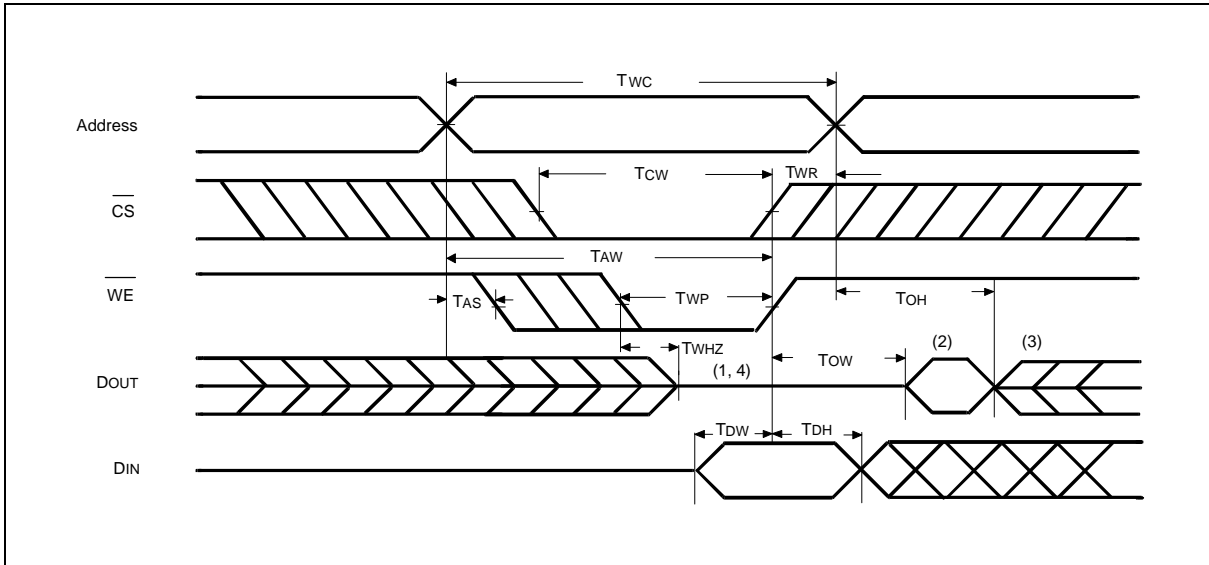 TWC
Address
TCW
TWR
CS
TAW
WE
TAS
TWP
TOH
TWHZ
(2)
(3)
(1, 4)
TOW
DOUT
TDW
TDH
DIN